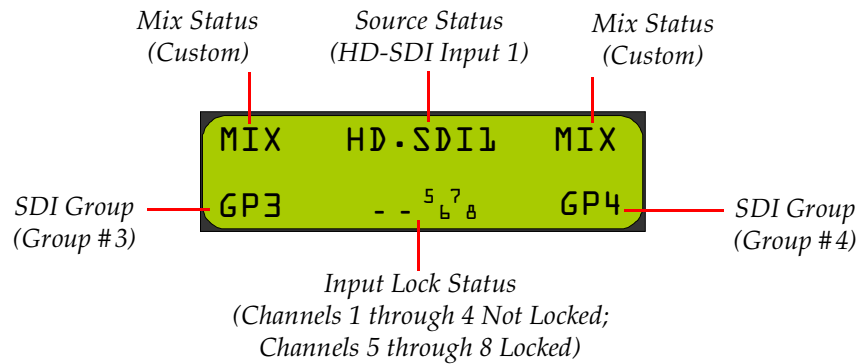 Mix Status
(Custom)
Source Status
(HD-SDI Input 1)
Mix Status
(Custom)
MIX HD.SDI1 MIX
GP3 -- 5 6 7 8 GP4
SDI Group
(Group #3)
SDI Group
(Group #4)
Input Lock Status
(Channels 1 through 4 Not Locked;
Channels 5 through 8 Locked)